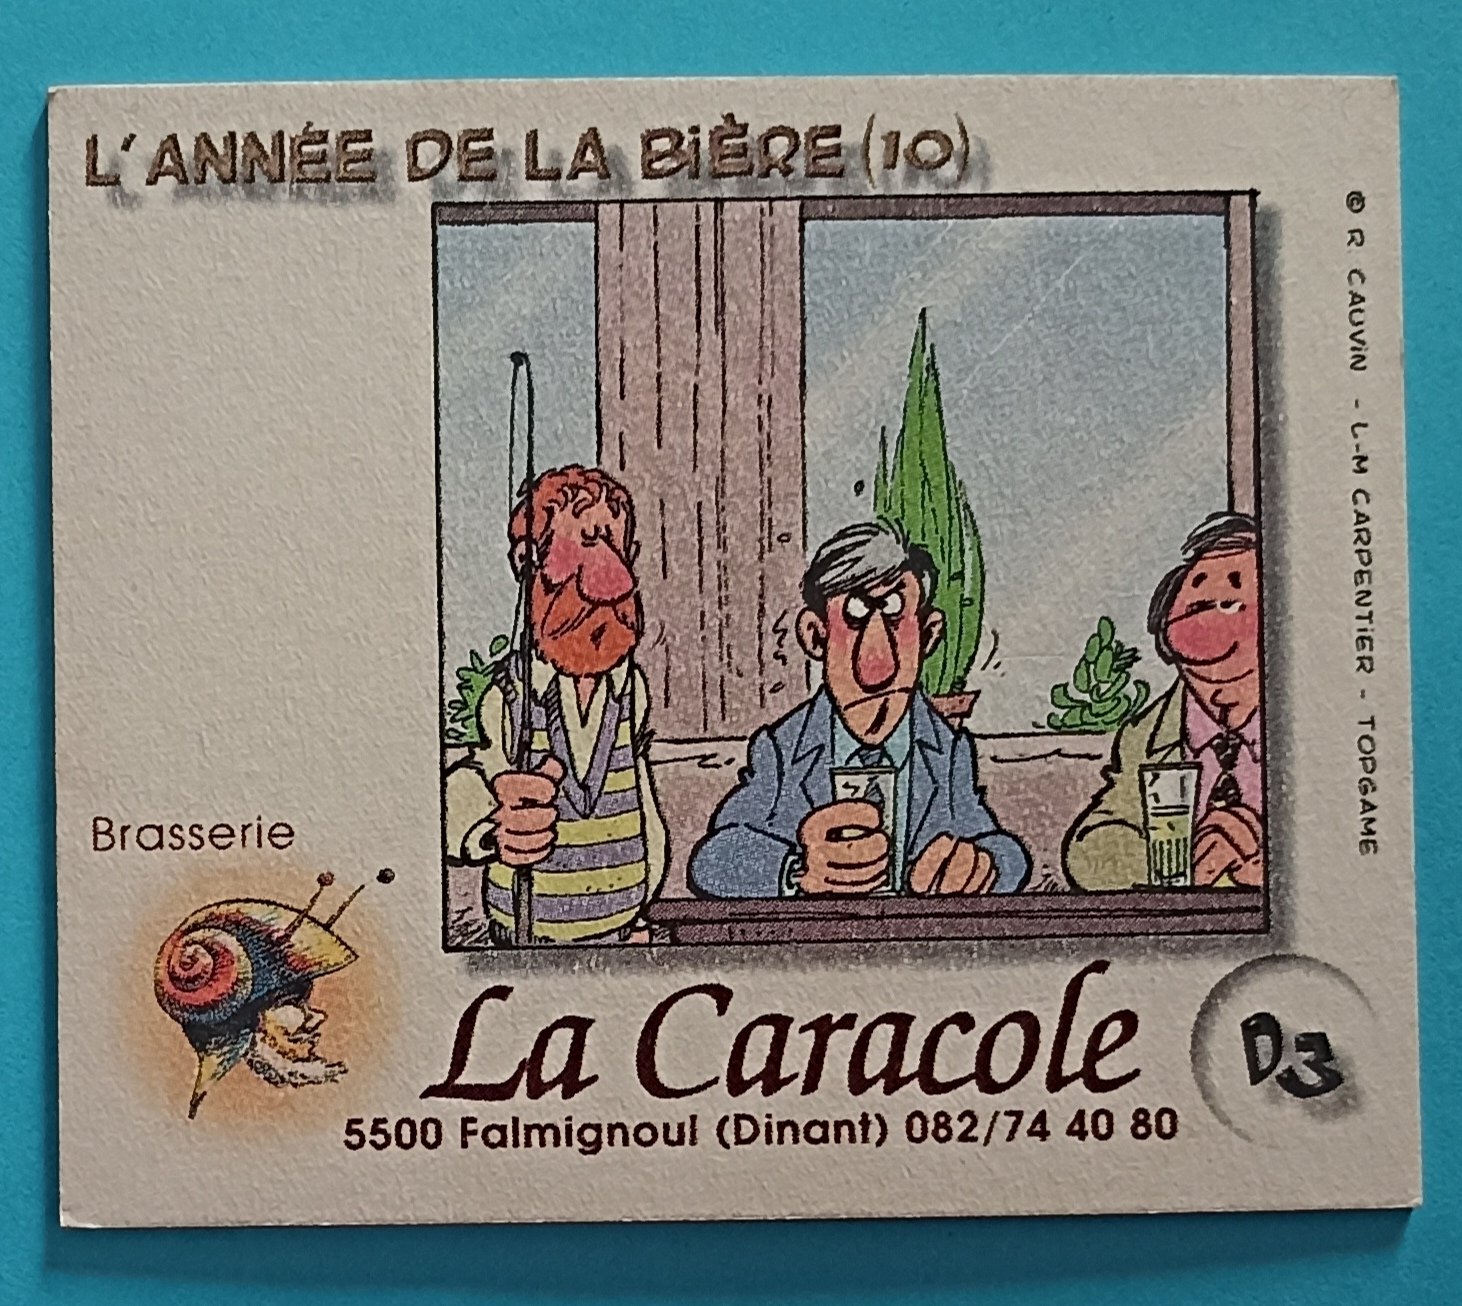 L'ANNÉE DE LA BIÈRE (10)
© R. CAUVIN - L-M CARPENTIER - TOPGAME
Brasserie
La Caracole
D3
5500 Falmignoul (Dinant) 082/74 40 80